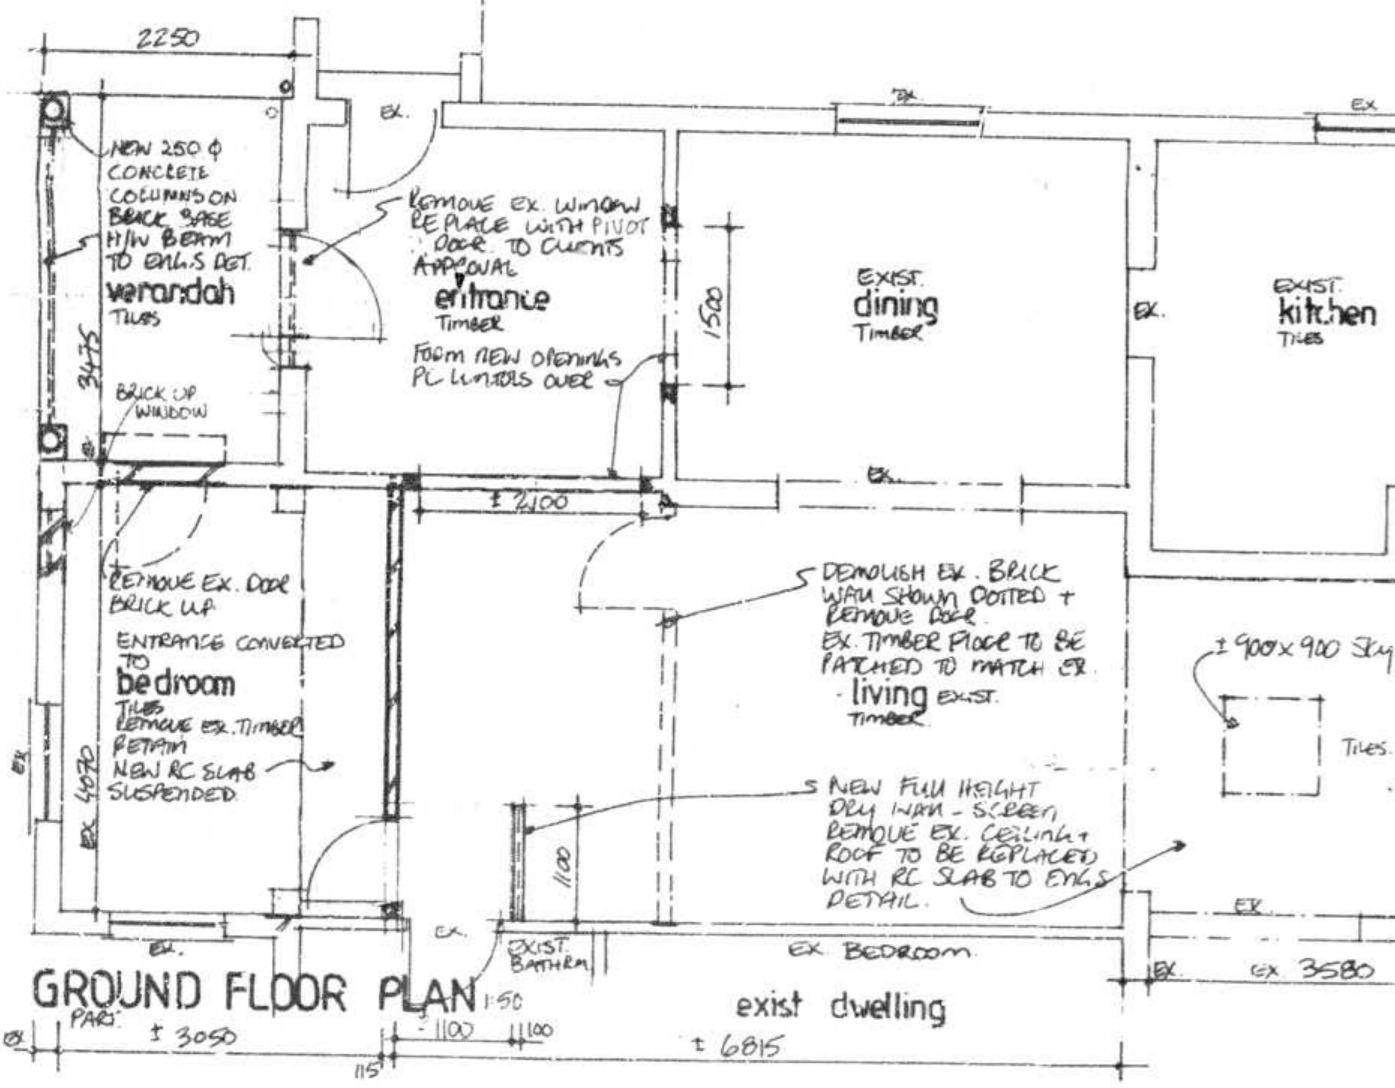 2250
NEW 250 φ
CONCRETE
COLUMNS ON
BRICK BASE
H/W BEAM
TO ENG.S DET.
verandah
TILES
3475
EX.
BRICK UP
WINDOW
EX.
REMOVE EX. WINDOW
REPLACE WITH PIVOT
DOOR TO CLIENTS
APPROVAL
entrance
TIMBER
FORM NEW OPENINGS
PC LINTOLS OVER
1500
EX.
EXIST.
dining
TIMBER
EX.
EX.
EX
EXIST.
kitchen
TILES
± 2100
REMOVE EX. DOOR
BRICK UP
ENTRANCE CONVERTED
TO
bedroom
TILES
REMOVE EX. TIMBER
RETAIN
NEW RC SLAB
SUSPENDED
EX 4070
EX
EX.
DEMOLISH EX. BRICK
WALL SHOWN DOTTED +
REMOVE DOOR.
EX. TIMBER FLOOR TO BE
PATCHED TO MATCH EX.
living EXIST.
TIMBER
NEW FULL HEIGHT
DRY WALL - SCREEN
REMOVE EX. CEILING +
ROOF TO BE REPLACED
WITH RC SLAB TO ENG.S
DETAIL.
± 900 x 900 SKY
TILES.
1100
EX.
EXIST.
BATHRM
EX. BEDROOM.
EX.
EX.
EX. 3580
GROUND FLOOR PLAN 1:50
PART.
exist dwelling
EX
± 3050
115
1100
100
± 6815